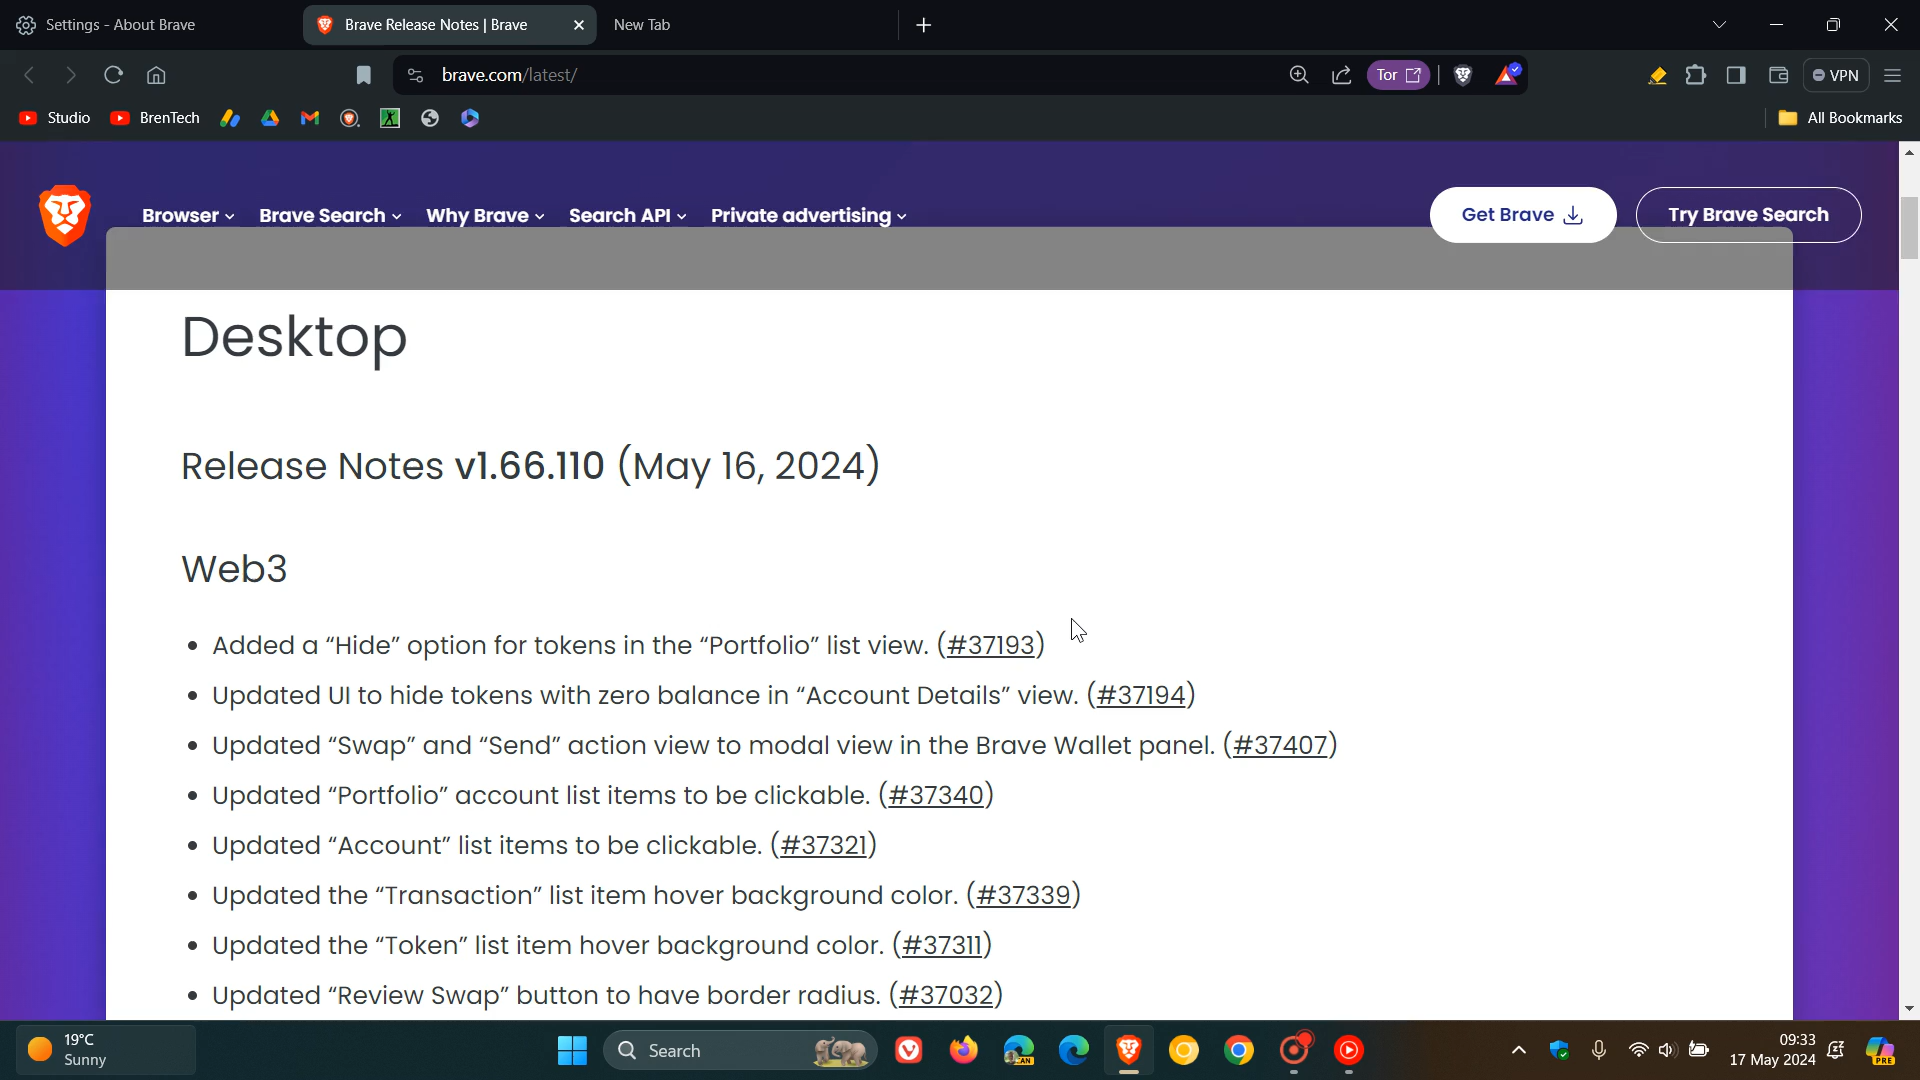 Settings - About Brave
Brave Release Notes | Brave
New Tab
brave.com/latest/
Tor
VPN
Studio
BrenTech
All Bookmarks
Browser
Brave Search
Why Brave
Search API
Private advertising
Get Brave
Try Brave Search
Desktop
Release Notes v1.66.110 (May 16, 2024)
Web3
• Added a “Hide” option for tokens in the “Portfolio” list view. (#37193)
• Updated UI to hide tokens with zero balance in “Account Details” view. (#37194)
• Updated “Swap” and “Send” action view to modal view in the Brave Wallet panel. (#37407)
• Updated “Portfolio” account list items to be clickable. (#37340)
• Updated “Account” list items to be clickable. (#37321)
• Updated the “Transaction” list item hover background color. (#37339)
• Updated the “Token” list item hover background color. (#37311)
• Updated “Review Swap” button to have border radius. (#37032)
19°C
Sunny
Search
CAN
09:33
17 May 2024
PRE